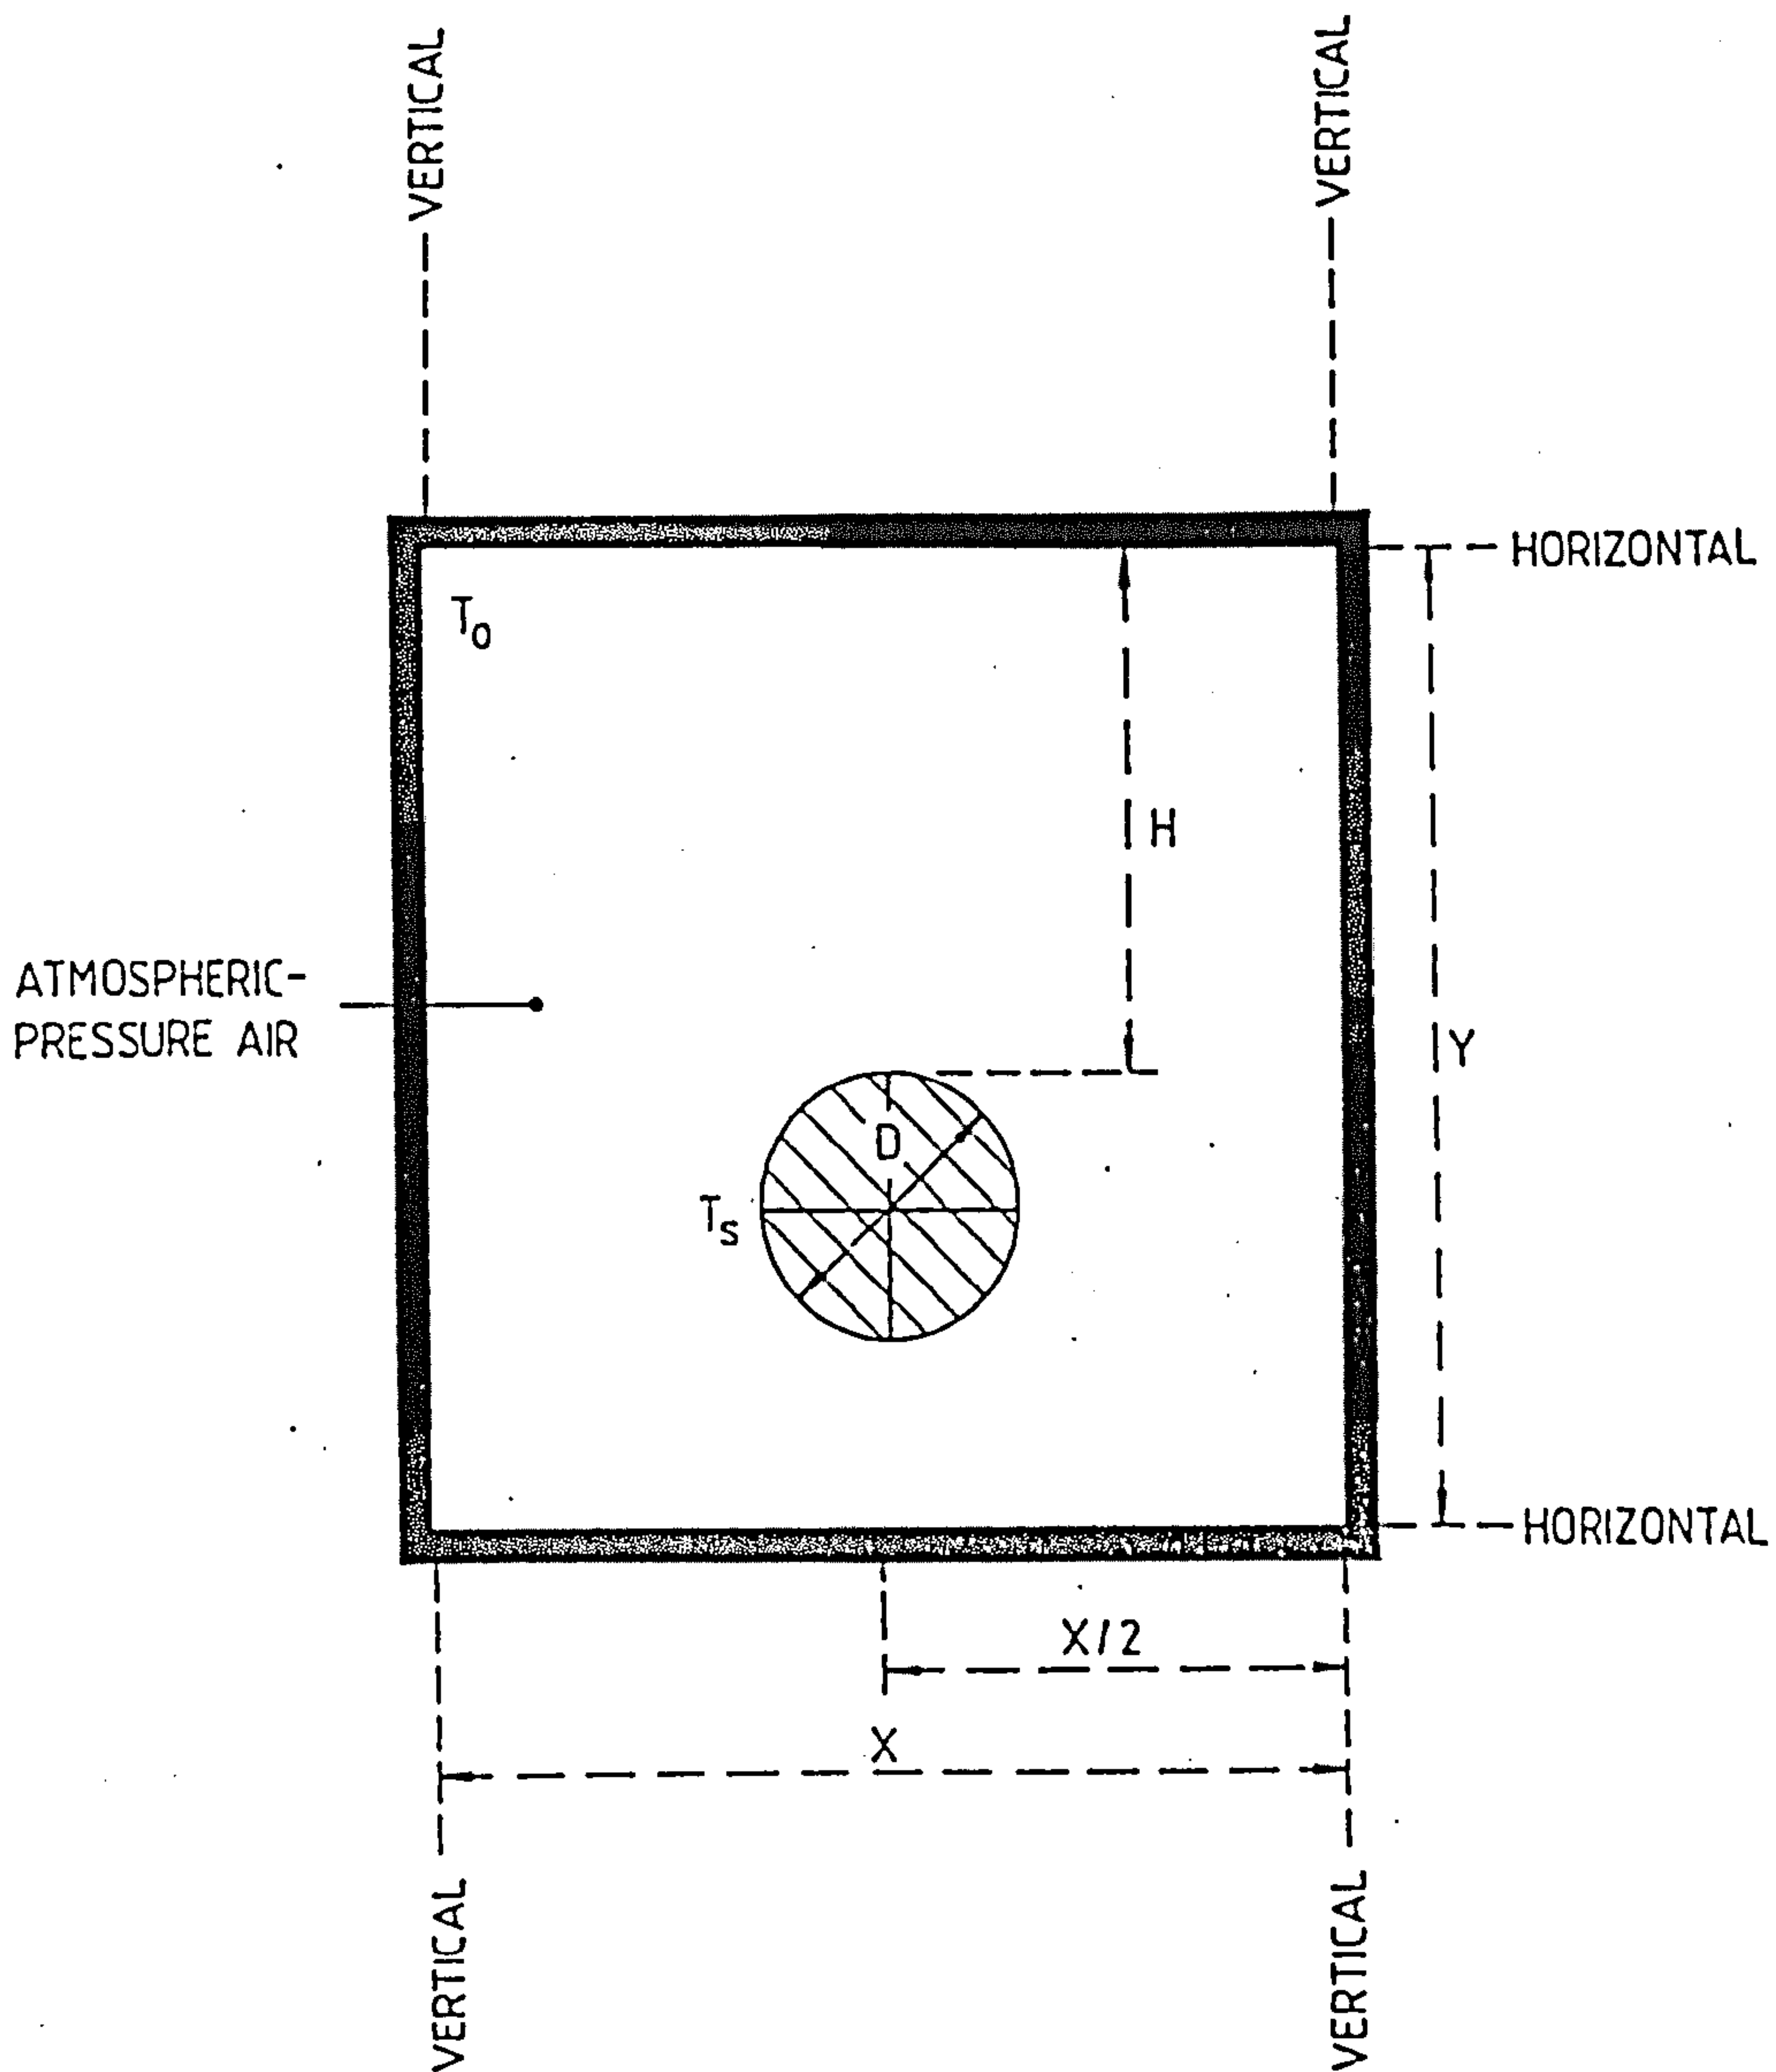 VERTICAL
VERTICAL
HORIZONTAL
T₀
H
ATMOSPHERIC-
PRESSURE AIR
Y
D
Tₛ
HORIZONTAL
X/2
X
VERTICAL
VERTICAL